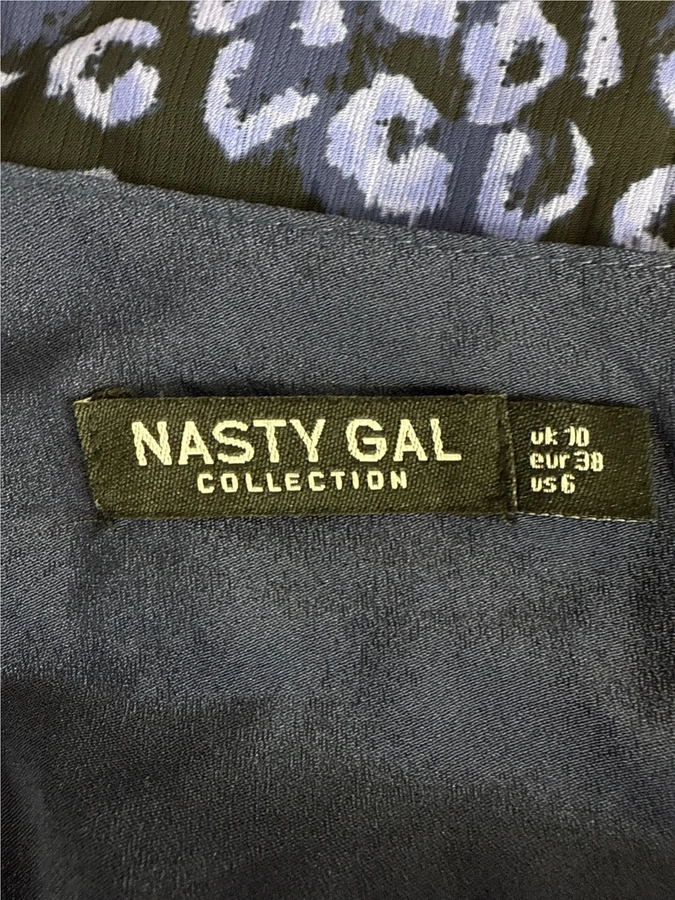 NASTY GAL
COLLECTION
uk 10
eur 38
us 6